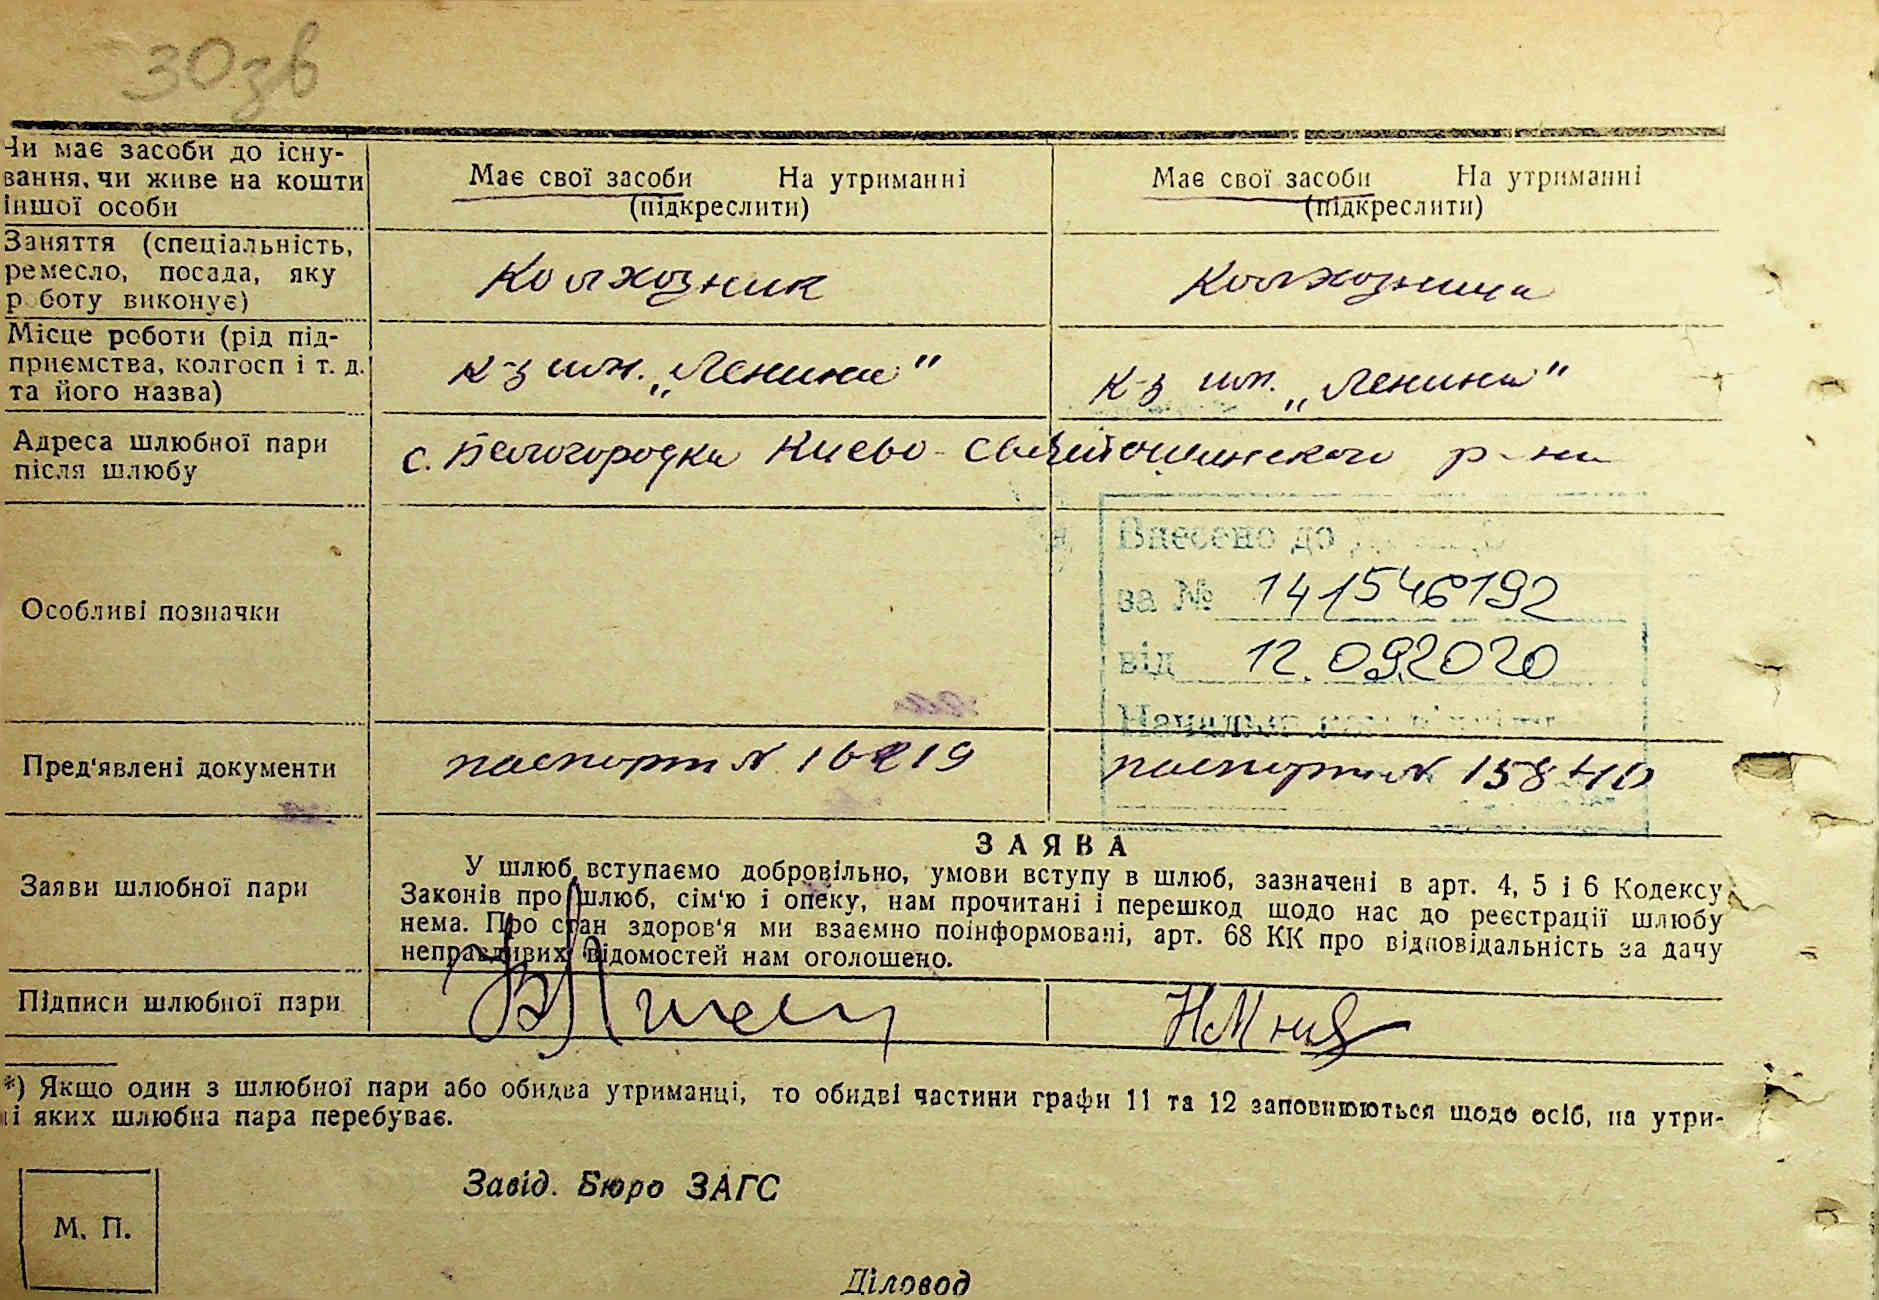 30зв
Чи має засоби до існу-
вання, чи живе на кошти
іншої особи
Має свої засоби На утриманні
(підкреслити)
Має свої засоби На утриманні
(підкреслити)
Заняття (спеціальність,
ремесло, посада, яку
р боту виконує)
Колхозник
Колхозница
Місце роботи (рід під-
приємства, колгосп і т. д.
та його назва)
к-з им. „Ленина"
к-з им. „Ленина"
Адреса шлюбної пари
після шлюбу
с. Белогородка Киево-Святошинского р-на
Особливі позначки
Внесено до
за № 141546192
від 12.09.2020
Начальник
Пред'явлені документи
паспорт № 16219
паспорт № 15840
Заяви шлюбної пари
ЗАЯВА
У шлюб вступаємо добровільно, умови вступу в шлюб, зазначені в арт. 4, 5 і 6 Кодексу
Законів про шлюб, сім'ю і опеку, нам прочитані і перешкод щодо нас до реєстрації шлюбу
нема. Про стан здоров'я ми взаємно поінформовані, арт. 68 КК про відповідальність за дачу
неправдивих відомостей нам оголошено.
Підписи шлюбної пари
*) Якщо один з шлюбної пари або обидва утриманці, то обидві частини графи 11 та 12 заповнюються щодо осіб, на утри-
і яких шлюбна пара перебуває.
Завід. Бюро ЗАГС
М. П.
Діловод